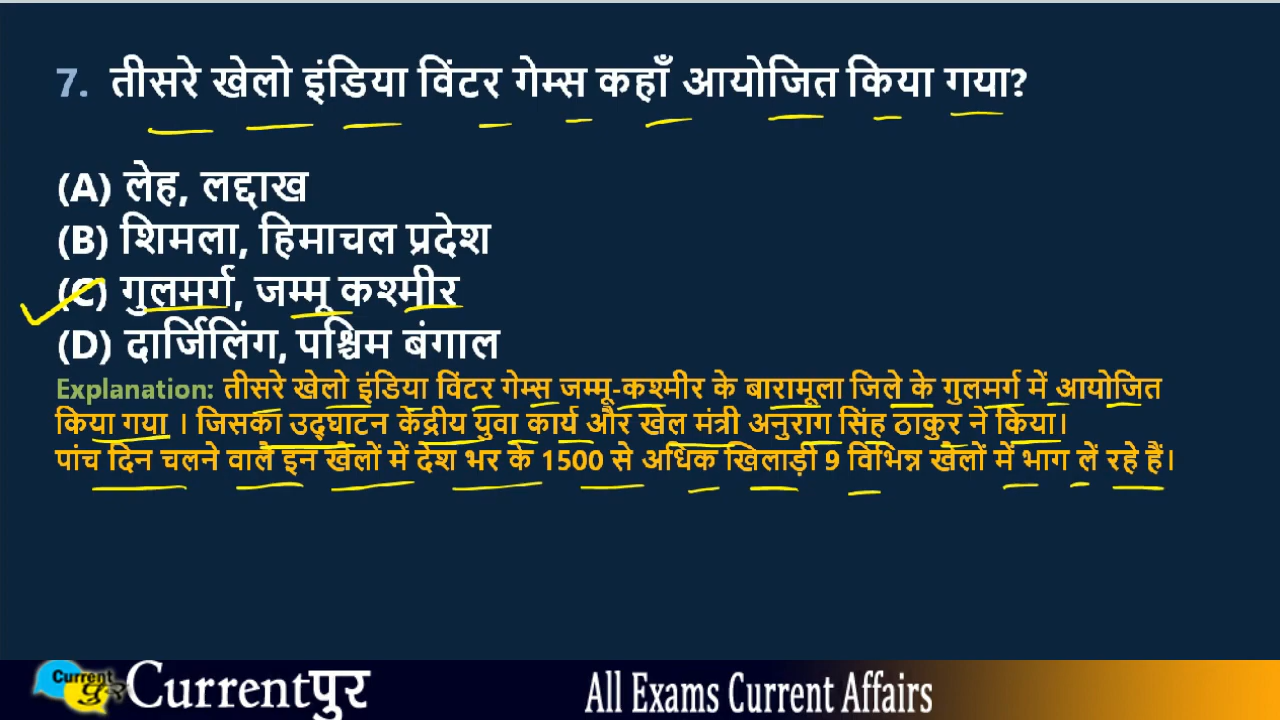 7. तीसरे खेलो इंडिया विंटर गेम्स कहाँ आयोजित किया गया?
(A) लेह, लद्दाख
(B) शिमला, हिमाचल प्रदेश
(C) गुलमर्ग, जम्मू कश्मीर
(D) दार्जिलिंग, पश्चिम बंगाल
Explanation: तीसरे खेलो इंडिया विंटर गेम्स जम्मू-कश्मीर के बारामूला जिले के गुलमर्ग में आयोजित
किया गया । जिसका उद्घाटन केंद्रीय युवा कार्य और खेल मंत्री अनुराग सिंह ठाकुर ने किया।
पांच दिन चलने वाले इन खेलों में देश भर के 1500 से अधिक खिलाड़ी 9 विभिन्न खेलों में भाग लें रहे हैं।
Current पुर Currentपुर
All Exams Current Affairs